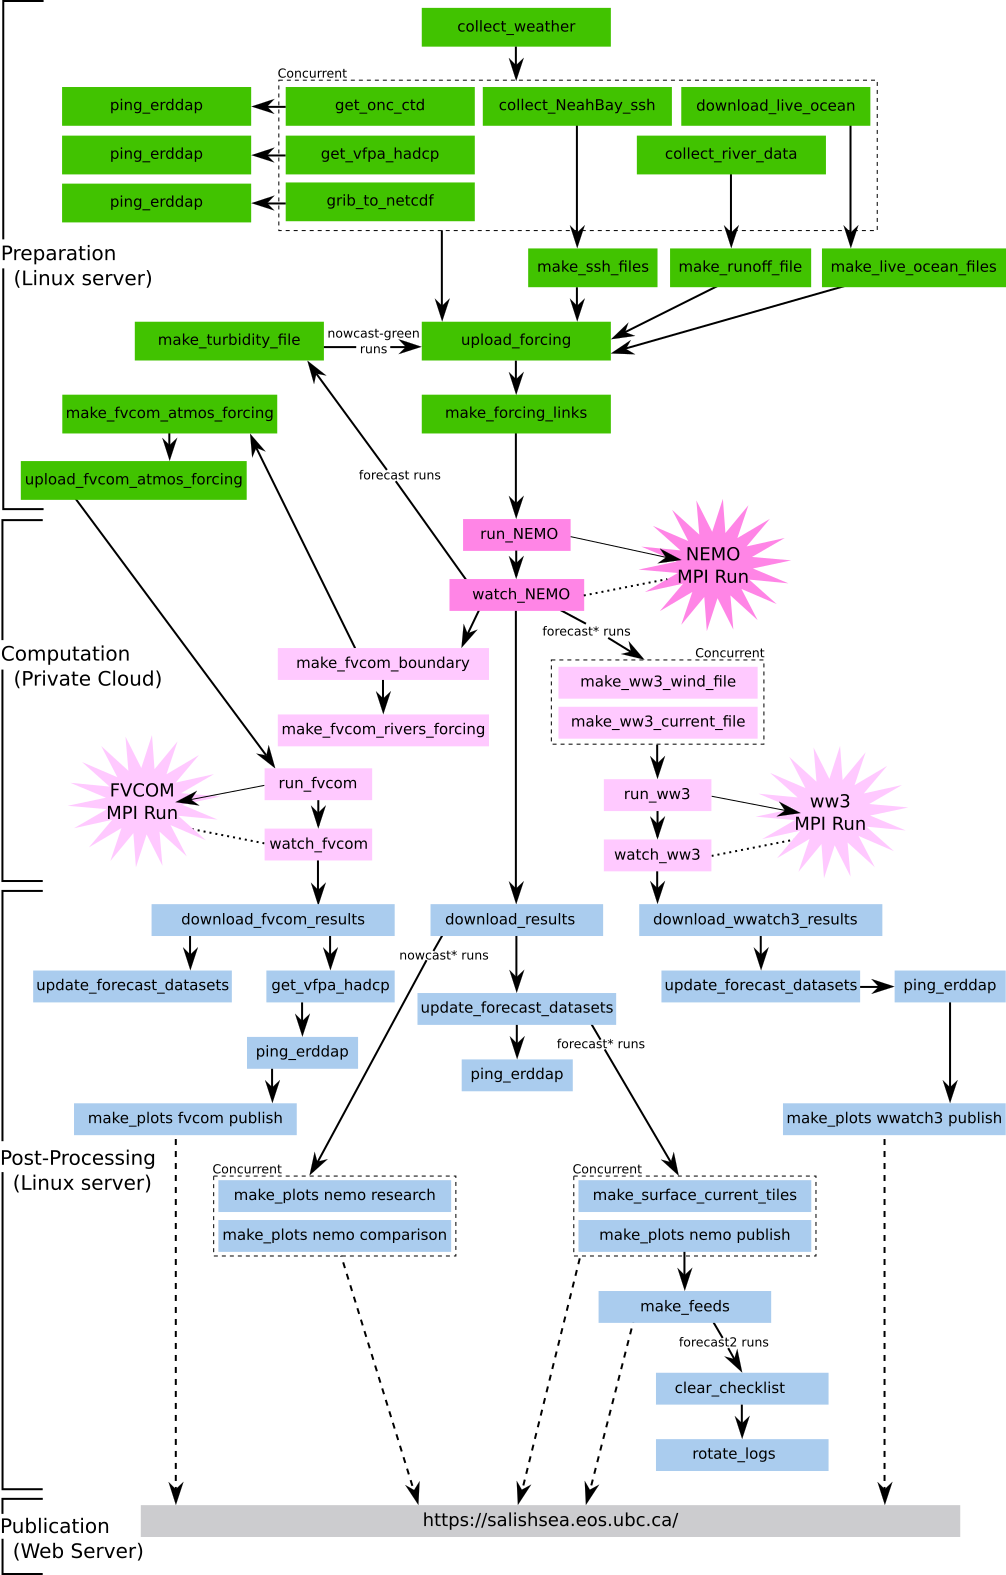 collect_weather
Concurrent
ping_erddap
get_onc_ctd
collect_NeahBay_ssh
download_live_ocean
ping_erddap
get_vfpa_hadcp
collect_river_data
ping_erddap
grib_to_netcdf
Preparation
(Linux server)
make_ssh_files
make_runoff_file
make_live_ocean_files
make_turbidity_file
nowcast-green
runs
upload_forcing
make_fvcom_atmos_forcing
make_forcing_links
upload_fvcom_atmos_forcing
forecast runs
run_NEMO
NEMO
MPI Run
watch_NEMO
forecast* runs
Computation
(Private Cloud)
Concurrent
make_fvcom_boundary
make_ww3_wind_file
make_fvcom_rivers_forcing
make_ww3_current_file
FVCOM
MPI Run
run_fvcom
run_ww3
ww3
MPI Run
watch_fvcom
watch_ww3
download_fvcom_results
download_results
download_wwatch3_results
nowcast* runs
update_forecast_datasets
get_vfpa_hadcp
update_forecast_datasets
ping_erddap
update_forecast_datasets
ping_erddap
forecast* runs
ping_erddap
make_plots fvcom publish
make_plots wwatch3 publish
Post-Processing
(Linux server)
Concurrent
make_plots nemo research
make_plots nemo comparison
Concurrent
make_surface_current_tiles
make_plots nemo publish
make_feeds
forecast2 runs
clear_checklist
rotate_logs
Publication
(Web Server)
https://salishsea.eos.ubc.ca/